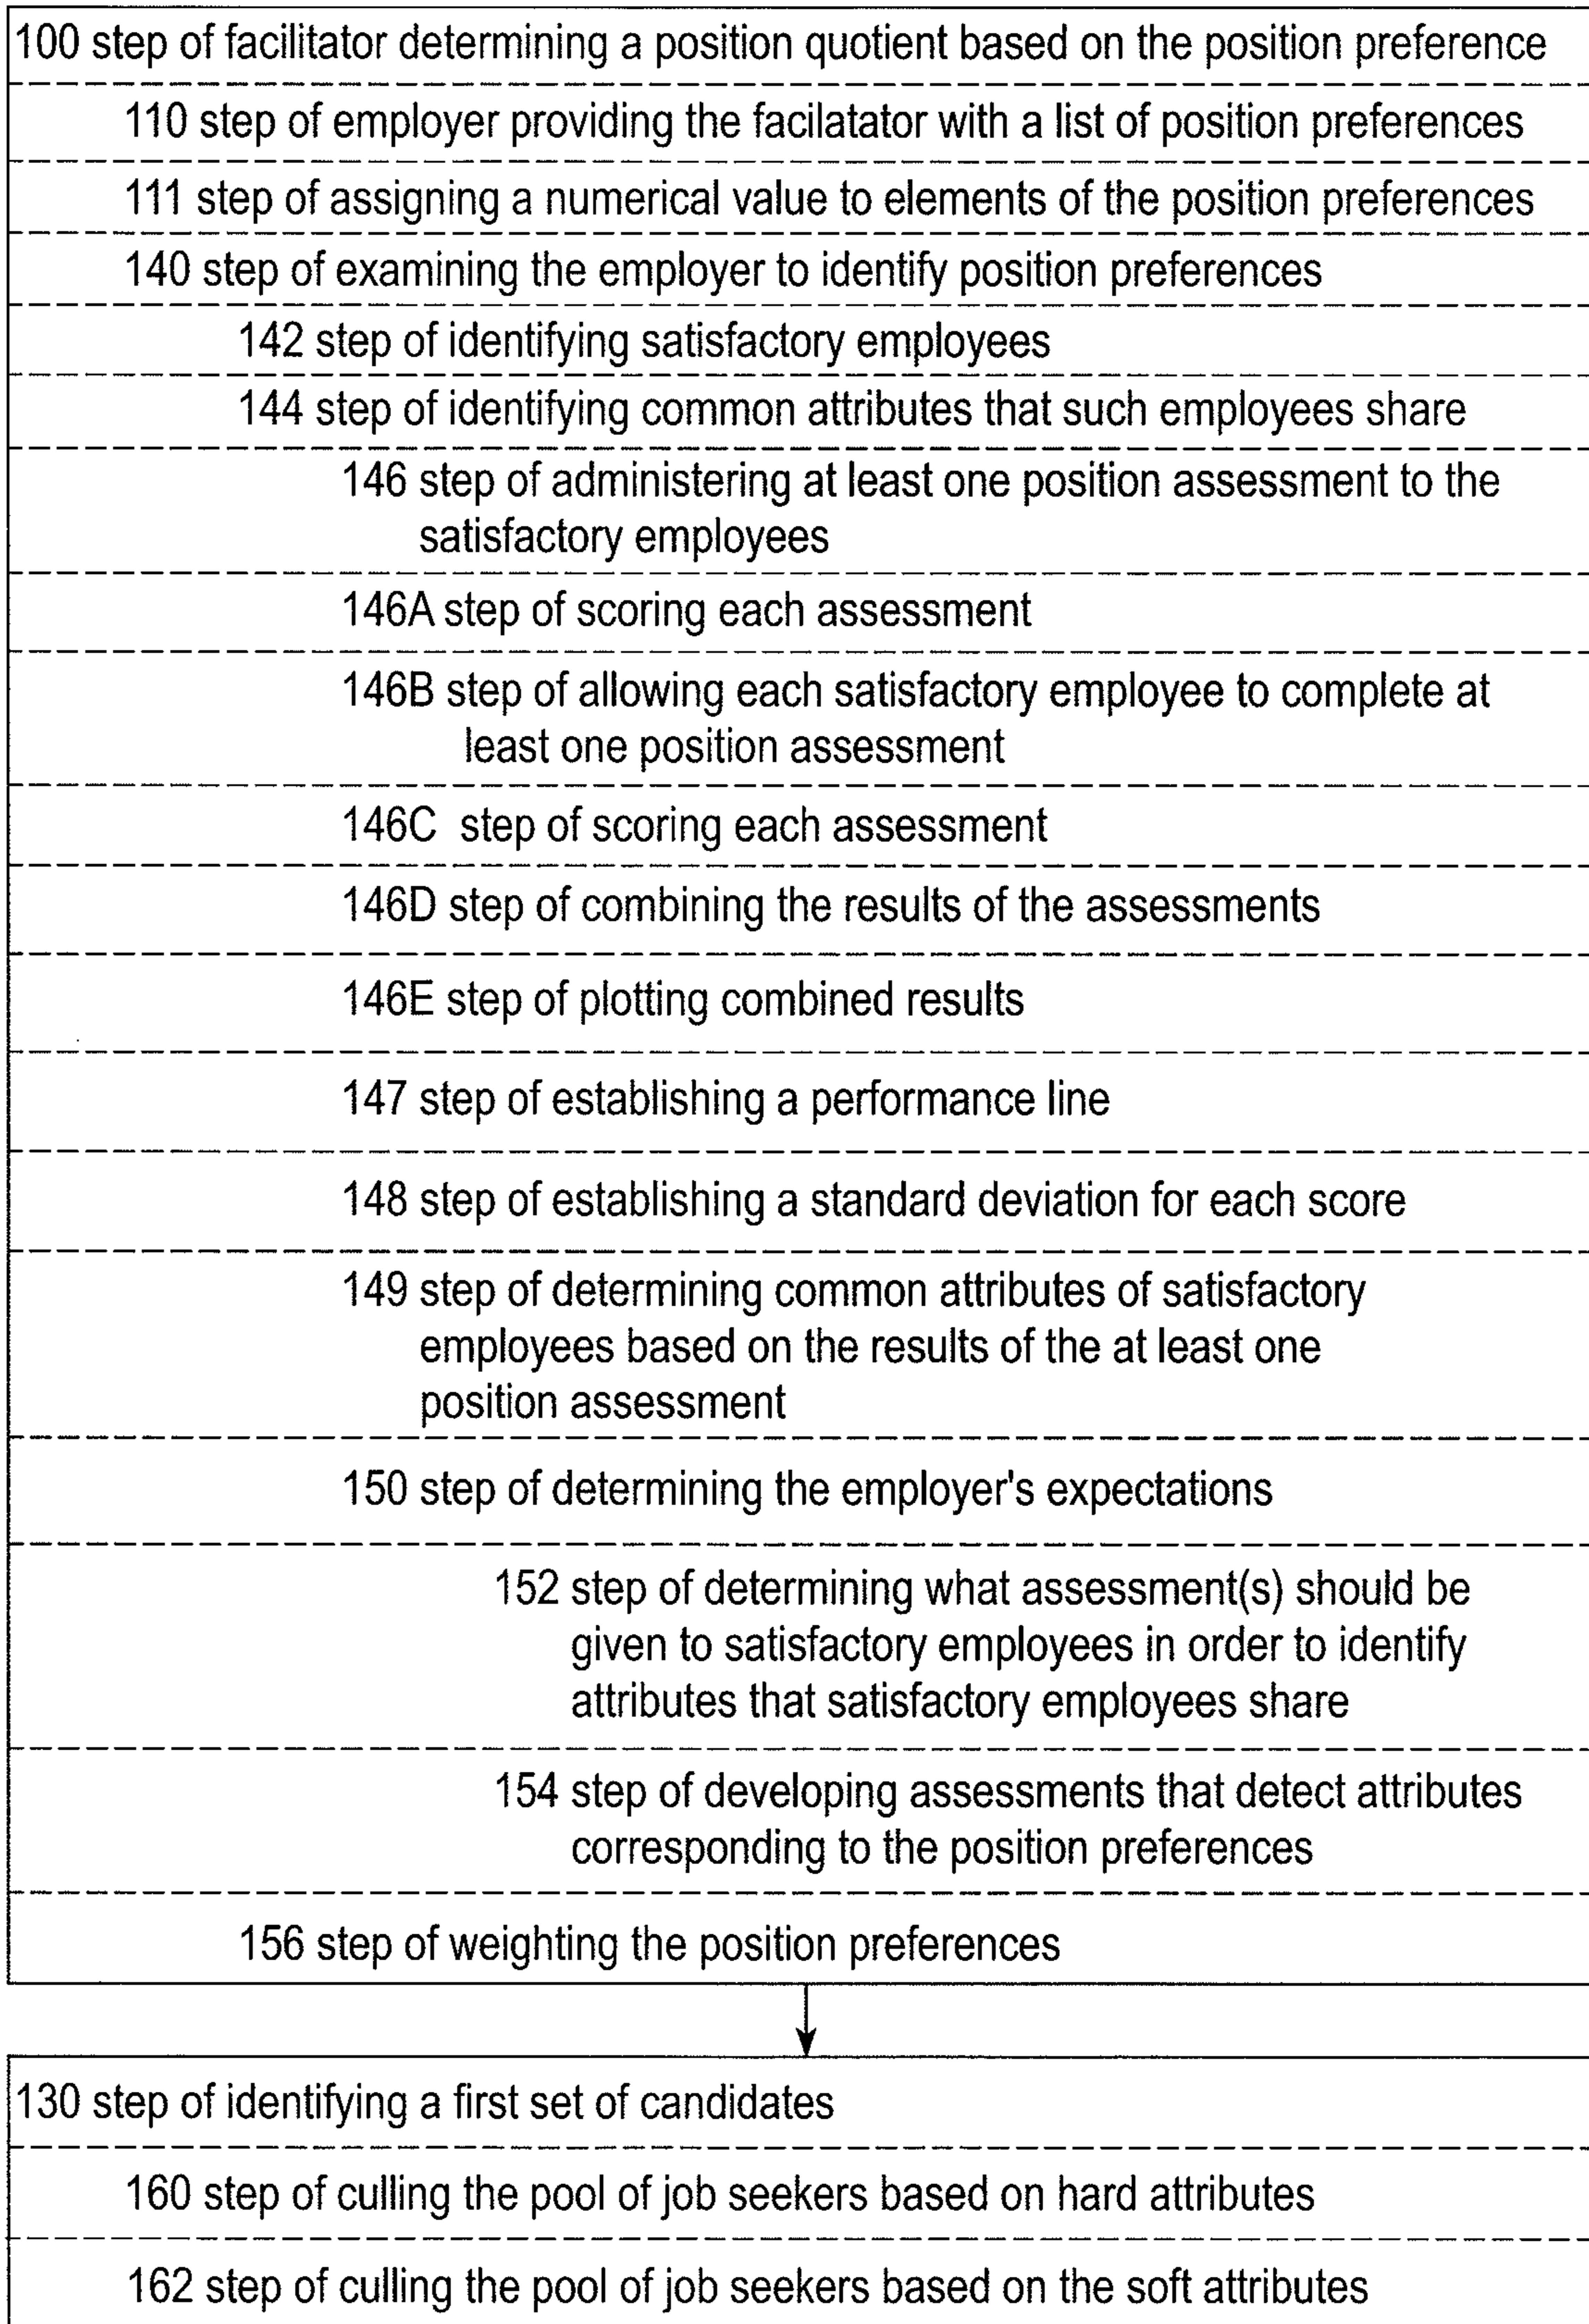 100 step of facilitator determining a position quotient based on the position preference
110 step of employer providing the facilatator with a list of position preferences
111 step of assigning a numerical value to elements of the position preferences
140 step of examining the employer to identify position preferences
142 step of identifying satisfactory employees
144 step of identifying common attributes that such employees share
146 step of administering at least one position assessment to the
satisfactory employees
146A step of scoring each assessment
146B step of allowing each satisfactory employee to complete at
least one position assessment
146C step of scoring each assessment
146D step of combining the results of the assessments
146E step of plotting combined results
147 step of establishing a performance line
148 step of establishing a standard deviation for each score
149 step of determining common attributes of satisfactory
employees based on the results of the at least one
position assessment
150 step of determining the employer's expectations
152 step of determining what assessment(s) should be
given to satisfactory employees in order to identify
attributes that satisfactory employees share
154 step of developing assessments that detect attributes
corresponding to the position preferences
156 step of weighting the position preferences
130 step of identifying a first set of candidates
160 step of culling the pool of job seekers based on hard attributes
162 step of culling the pool of job seekers based on the soft attributes